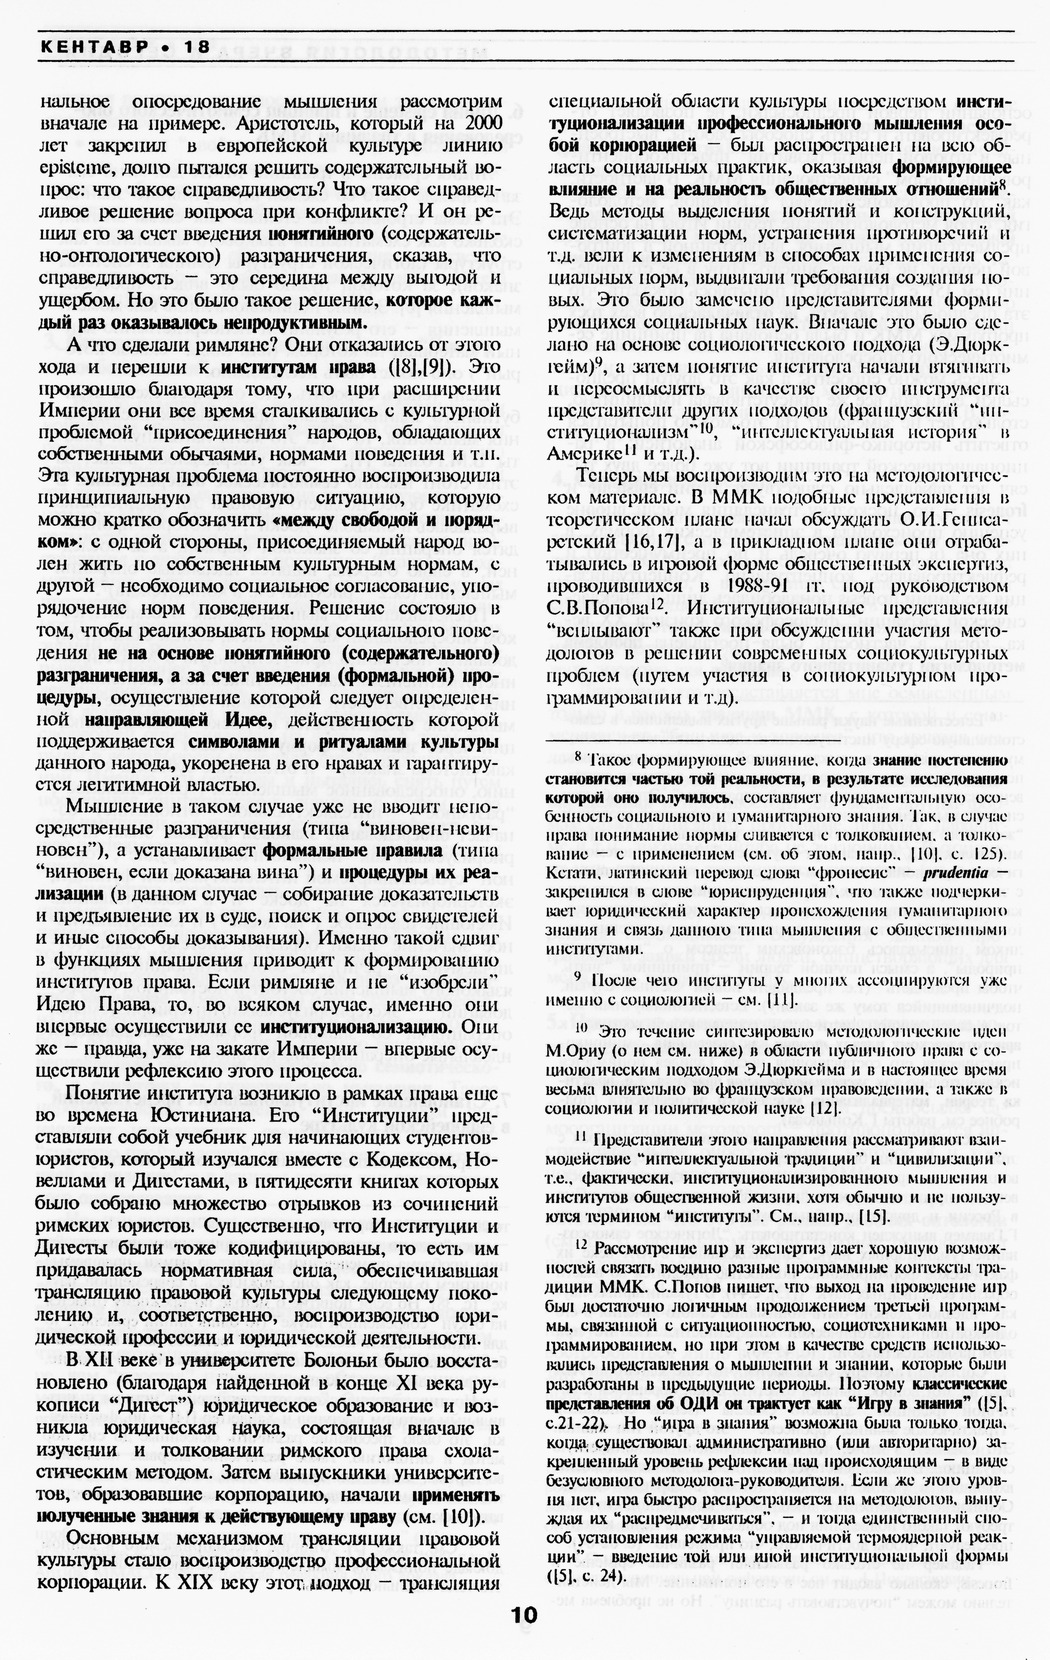 КЕНТАВР • 18
нальное опосредование мышления рассмотрим
вначале на примере. Аристотель, который на 2000
лет закрепил в европейской культуре линию
episteme, долго пытался решить содержательный во-
прос: что такое справедливость? Что такое справед-
ливое решение вопроса при конфликте? И он ре-
шил его за счет введения понятийного (содержатель-
но-онтологического) разграничения, сказав, что
справедливость — это середина между выгодой и
ущербом. Но это было такое решение, которое каж-
дый раз оказывалось непродуктивным.
А что сделали римляне? Они отказались от этого
хода и перешли к институтам права ([8],[9]). Это
произошло благодаря тому, что при расширении
Империи они все время сталкивались с культурной
проблемой “присоединения” народов, обладающих
собственными обычаями, нормами поведения и т.п.
Эта культурная проблема постоянно воспроизводила
принципиальную правовую ситуацию, которую
можно кратко обозначить «между свободой и поряд-
ком»: с одной стороны, присоединяемый народ во-
лен жить по собственным культурным нормам, с
другой — необходимо социальное согласование, упо-
рядочение норм поведения. Решение состояло в
том, чтобы реализовывать нормы социального пове-
дения не на основе понятийного (содержательного)
разграничения, а за счет введения (формальной) про-
цедуры, осуществление которой следует определен-
ной направляющей Идее, действенность которой
поддерживается символами и ритуалами культуры
данного народа, укоренена в его нравах и гарантиру-
ется легитимной властью.
Мышление в таком случае уже не вводит непо-
средственные разграничения (типа “виновен-неви-
новен”), а устанавливает формальные правила (типа
“виновен, если доказана вина”) и процедуры их реа-
лизации (в данном случае — собирание доказательств
и предъявление их в суде, поиск и опрос свидетелей
и иные способы доказывания). Именно такой сдвиг
в функциях мышления приводит к формированию
институтов права. Если римляне и не “изобрели”
Идею Права, то, во всяком случае, именно они
впервые осуществили ее институционализацию. Они
же — правда, уже на закате Империи — впервые осу-
ществили рефлексию этого процесса.
Понятие института возникло в рамках права еще
во времена Юстиниана. Его “Институции” пред-
ставляли собой учебник для начинающих студентов-
юристов, который изучался вместе с Кодексом, Но-
веллами и Дигестами, в пятидесяти книгах которых
было собрано множество отрывков из сочинений
римских юристов. Существенно, что Институции и
Дигесты были тоже кодифицированы, то есть им
придавалась нормативная сила, обеспечивавшая
трансляцию правовой культуры следующему поко-
лению и, соответственно, воспроизводство юри-
дической профессии и юридической деятельности.
В XII веке в университете Болоньи было восста-
новлено (благодаря найденной в конце XI века ру-
кописи “Дигест”) юридическое образование и воз-
никла юридическая наука, состоящая вначале в
изучении и толковании римского права схола-
стическим методом. Затем выпускники университе-
тов, образовавшие корпорацию, начали применять
полученные знания к действующему праву (см. [10]).
Основным механизмом трансляции правовой
культуры стало воспроизводство профессиональной
корпорации. К XIX веку этот подход — трансляция
специальной области культуры посредством инсти-
туционализации профессионального мышления осо-
бой корпорацией — был распространен на всю об-
ласть социальных практик, оказывая формирующее
влияние и на реальность общественных отношений⁸.
Ведь методы выделения понятий и конструкций,
систематизации норм, устранения противоречий и
т.д. вели к изменениям в способах применения со-
циальных норм, выдвигали требования создания но-
вых. Это было замечено представителями форми-
рующихся социальных наук. Вначале это было сде-
лано на основе социологического подхода (Э.Дюрк-
гейм)⁹, а затем понятие института начали втягивать
и переосмыслять в качестве своего инструмента
представители других подходов (французский “ин-
ституционализм”¹⁰, “интеллектуальная история” в
Америке¹¹ и т.д.).
Теперь мы воспроизводим это на методологичес-
ком материале. В ММК подобные представления в
теоретическом плане начал обсуждать О.И.Гениса-
ретский [16,17], а в прикладном плане они отраба-
тывались в игровой форме общественных экспертиз,
проводившихся в 1988-91 гг. под руководством
С.В.Попова¹². Институциональные представления
“всплывают” также при обсуждении участия мето-
дологов в решении современных социокультурных
проблем (путем участия в социокультурном про-
граммировании и т.д).
⁸ Такое формирующее влияние, когда знание постепенно
становится частью той реальности, в результате исследования
которой оно получилось, составляет фундаментальную осо-
бенность социального и гуманитарного знания. Так, в случае
права понимание нормы сливается с толкованием, а толко-
вание — с применением (см. об этом, напр., [10], с. 125).
Кстати, латинский перевод слова “фронесис” — prudentia —
закрепился в слове “юриспруденция”, что также подчерки-
вает юридический характер происхождения гуманитарного
знания и связь данного типа мышления с общественными
институтами.
⁹ После чего институты у многих ассоциируются уже
именно с социологией — см. [11].
¹⁰ Это течение синтезировало методологические идеи
М.Ориу (о нем см. ниже) в области публичного права с со-
циологическим подходом Э.Дюркгейма и в настоящее время
весьма влиятельно во французском правоведении, а также в
социологии и политической науке [12].
¹¹ Представители этого направления рассматривают взаи-
модействие “интеллектуальной традиции” и “цивилизации”,
т.е., фактически, институционализированного мышления и
институтов общественной жизни, хотя обычно и не пользу-
ются термином “институты”. См., напр., [15].
¹² Рассмотрение игр и экспертиз дает хорошую возмож-
ностей связать воедино разные программные контексты тра-
диции ММК. С.Попов пишет, что выход на проведение игр
был достаточно логичным продолжением третьей програм-
мы, связанной с ситуационностью, социотехниками и про-
граммированием, но при этом в качестве средств использо-
вались представления о мышлении и знании, которые были
разработаны в предыдущие периоды. Поэтому классические
представления об ОДИ он трактует как “Игру в знания” ([5],
с.21-22). Но “игра в знания” возможна была только тогда,
когда существовал административно (или авторитарно) за-
крепленный уровень рефлексии над происходящим — в виде
безусловного методолога-руководителя. Если же этого уров-
ня нет, игра быстро распространяется на методологов, выну-
ждая их “распредмечиваться”, — и тогда единственный спо-
соб установления режима “управляемой термоядерной реак-
ции” — введение той или иной институциональной формы
([5], с. 24).
10